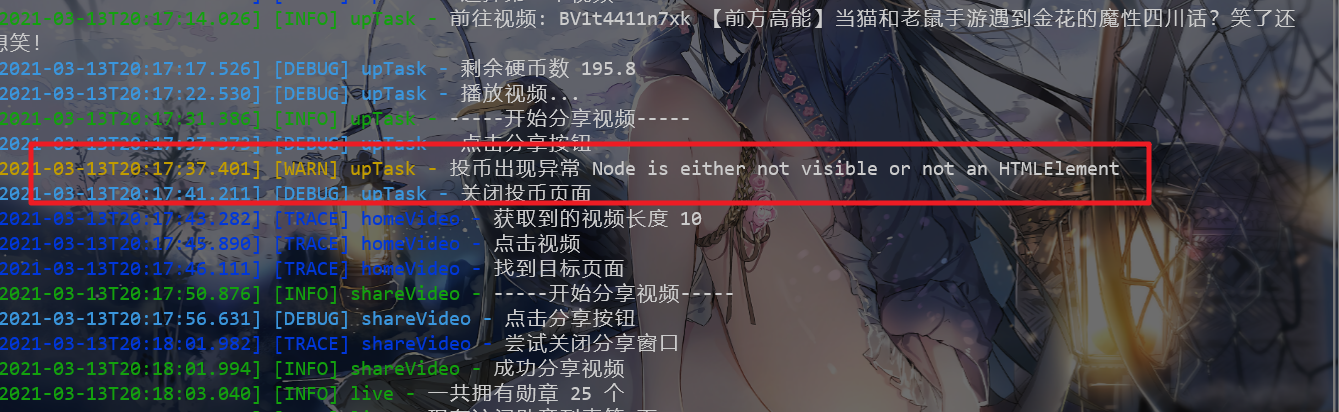 2021-03-13T20:17:14.026] [INFO] upTask - 前往视频: BV1t4411n7xk 【前方高能】当猫和老鼠手游遇到金花的魔性四川话？笑了还
想笑！
2021-03-13T20:17:17.526] [DEBUG] upTask - 剩余硬币数 195.8
2021-03-13T20:17:22.530] [DEBUG] upTask - 播放视频...
2021-03-13T20:17:31.386] [INFO] upTask - -----开始分享视频-----
2021-03-13T20:17:37.373] [DEBUG] upTask - 点击分享按钮
2021-03-13T20:17:37.401] [WARN] upTask - 投币出现异常 Node is either not visible or not an HTMLElement
2021-03-13T20:17:41.211] [DEBUG] upTask - 关闭投币页面
2021-03-13T20:17:43.282] [TRACE] homeVideo - 获取到的视频长度 10
2021-03-13T20:17:45.890] [TRACE] homeVideo - 点击视频
2021-03-13T20:17:46.111] [TRACE] homeVideo - 找到目标页面
2021-03-13T20:17:50.876] [INFO] shareVideo - -----开始分享视频-----
2021-03-13T20:17:56.631] [DEBUG] shareVideo - 点击分享按钮
2021-03-13T20:18:01.982] [TRACE] shareVideo - 尝试关闭分享窗口
2021-03-13T20:18:01.994] [INFO] shareVideo - 成功分享视频
2021-03-13T20:18:03.040] [INFO] live - 一共拥有勋章 25 个